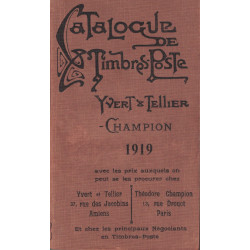 CATALOGUE
DE
Timbres-Poste
YVERT & TELLIER
-CHAMPION
1919
avec les prix auxquels on
peut se les procurer chez
Yvert et Tellier
37, rue des Jacobins
Amiens
Théodore Champion
13, rue Drouot
Paris
Et chez les principaux Négociants
en Timbres-Poste